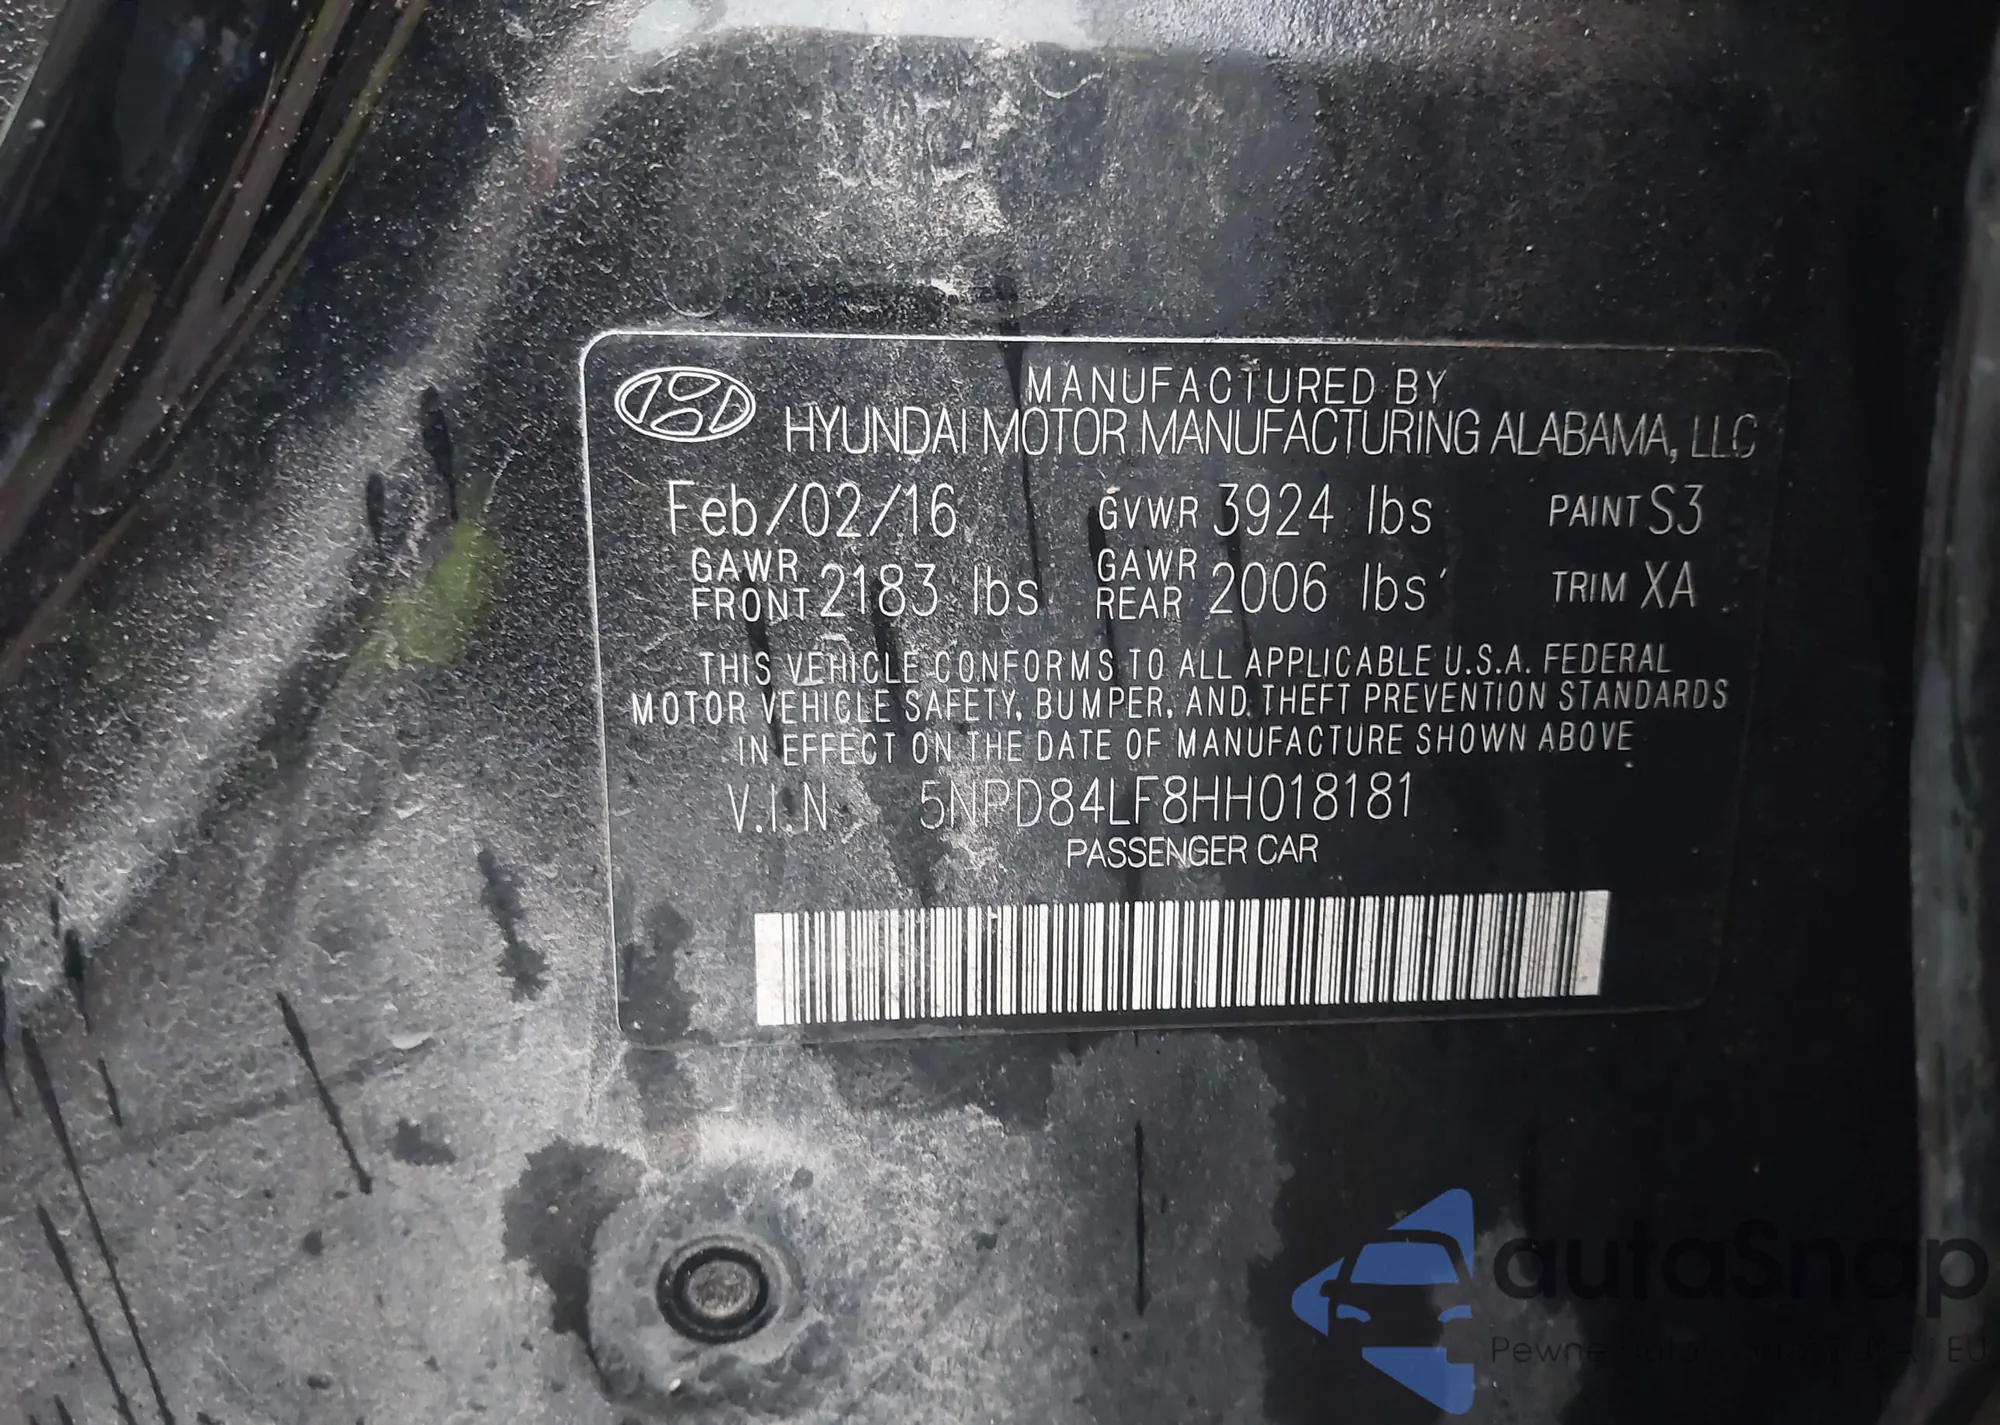 MANUFACTURED BY
HYUNDAI MOTOR MANUFACTURING ALABAMA, LLC
Feb/02/16 GVWR 3924 lbs PAINT S3
GAWR FRONT 2183 lbs GAWR REAR 2006 lbs TRIM XA
THIS VEHICLE CONFORMS TO ALL APPLICABLE U.S.A. FEDERAL
MOTOR VEHICLE SAFETY, BUMPER, AND THEFT PREVENTION STANDARDS
IN EFFECT ON THE DATE OF MANUFACTURE SHOWN ABOVE
V.I.N 5NPD84LF8HH018181
PASSENGER CAR
autaSnap
Pewne